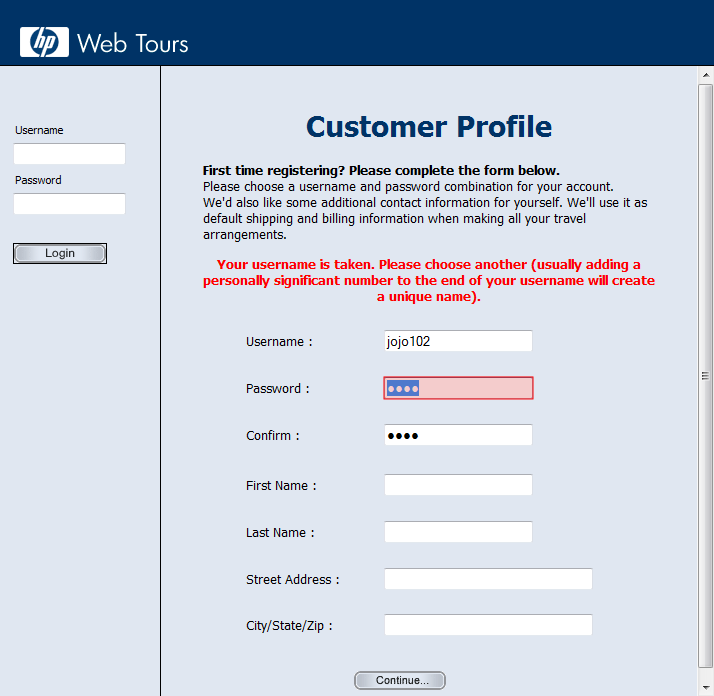 hp Web Tours
Username
Password
Login
Customer Profile
First time registering? Please complete the form below.
Please choose a username and password combination for your account.
We'd also like some additional contact information for yourself. We'll use it as
default shipping and billing information when making all your travel
arrangements.
Your username is taken. Please choose another (usually adding a
personally significant number to the end of your username will create
a unique name).
Username : jojo102
Password : ●●●●
Confirm : ●●●●
First Name :
Last Name :
Street Address :
City/State/Zip :
Continue...